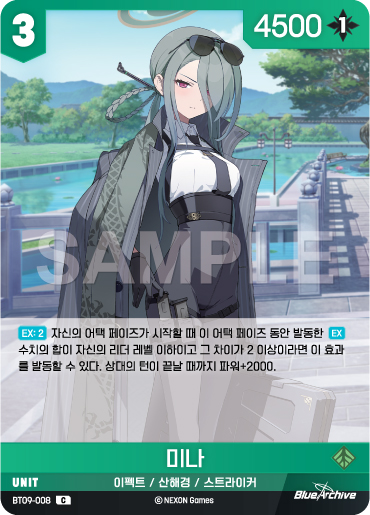 3
4500 1
SAMPLE
EX: 2 자신의 어택 페이즈가 시작할 때 이 어택 페이즈 동안 발동한 EX
수치의 합이 자신의 리더 레벨 이하이고 그 차이가 2 이상이라면 이 효과
를 발동할 수 있다. 상대의 턴이 끝날 때까지 파워+2000.
미나
UNIT 이펙트 / 산해경 / 스트라이커
BT09-008 C © NEXON Games BlueArchive